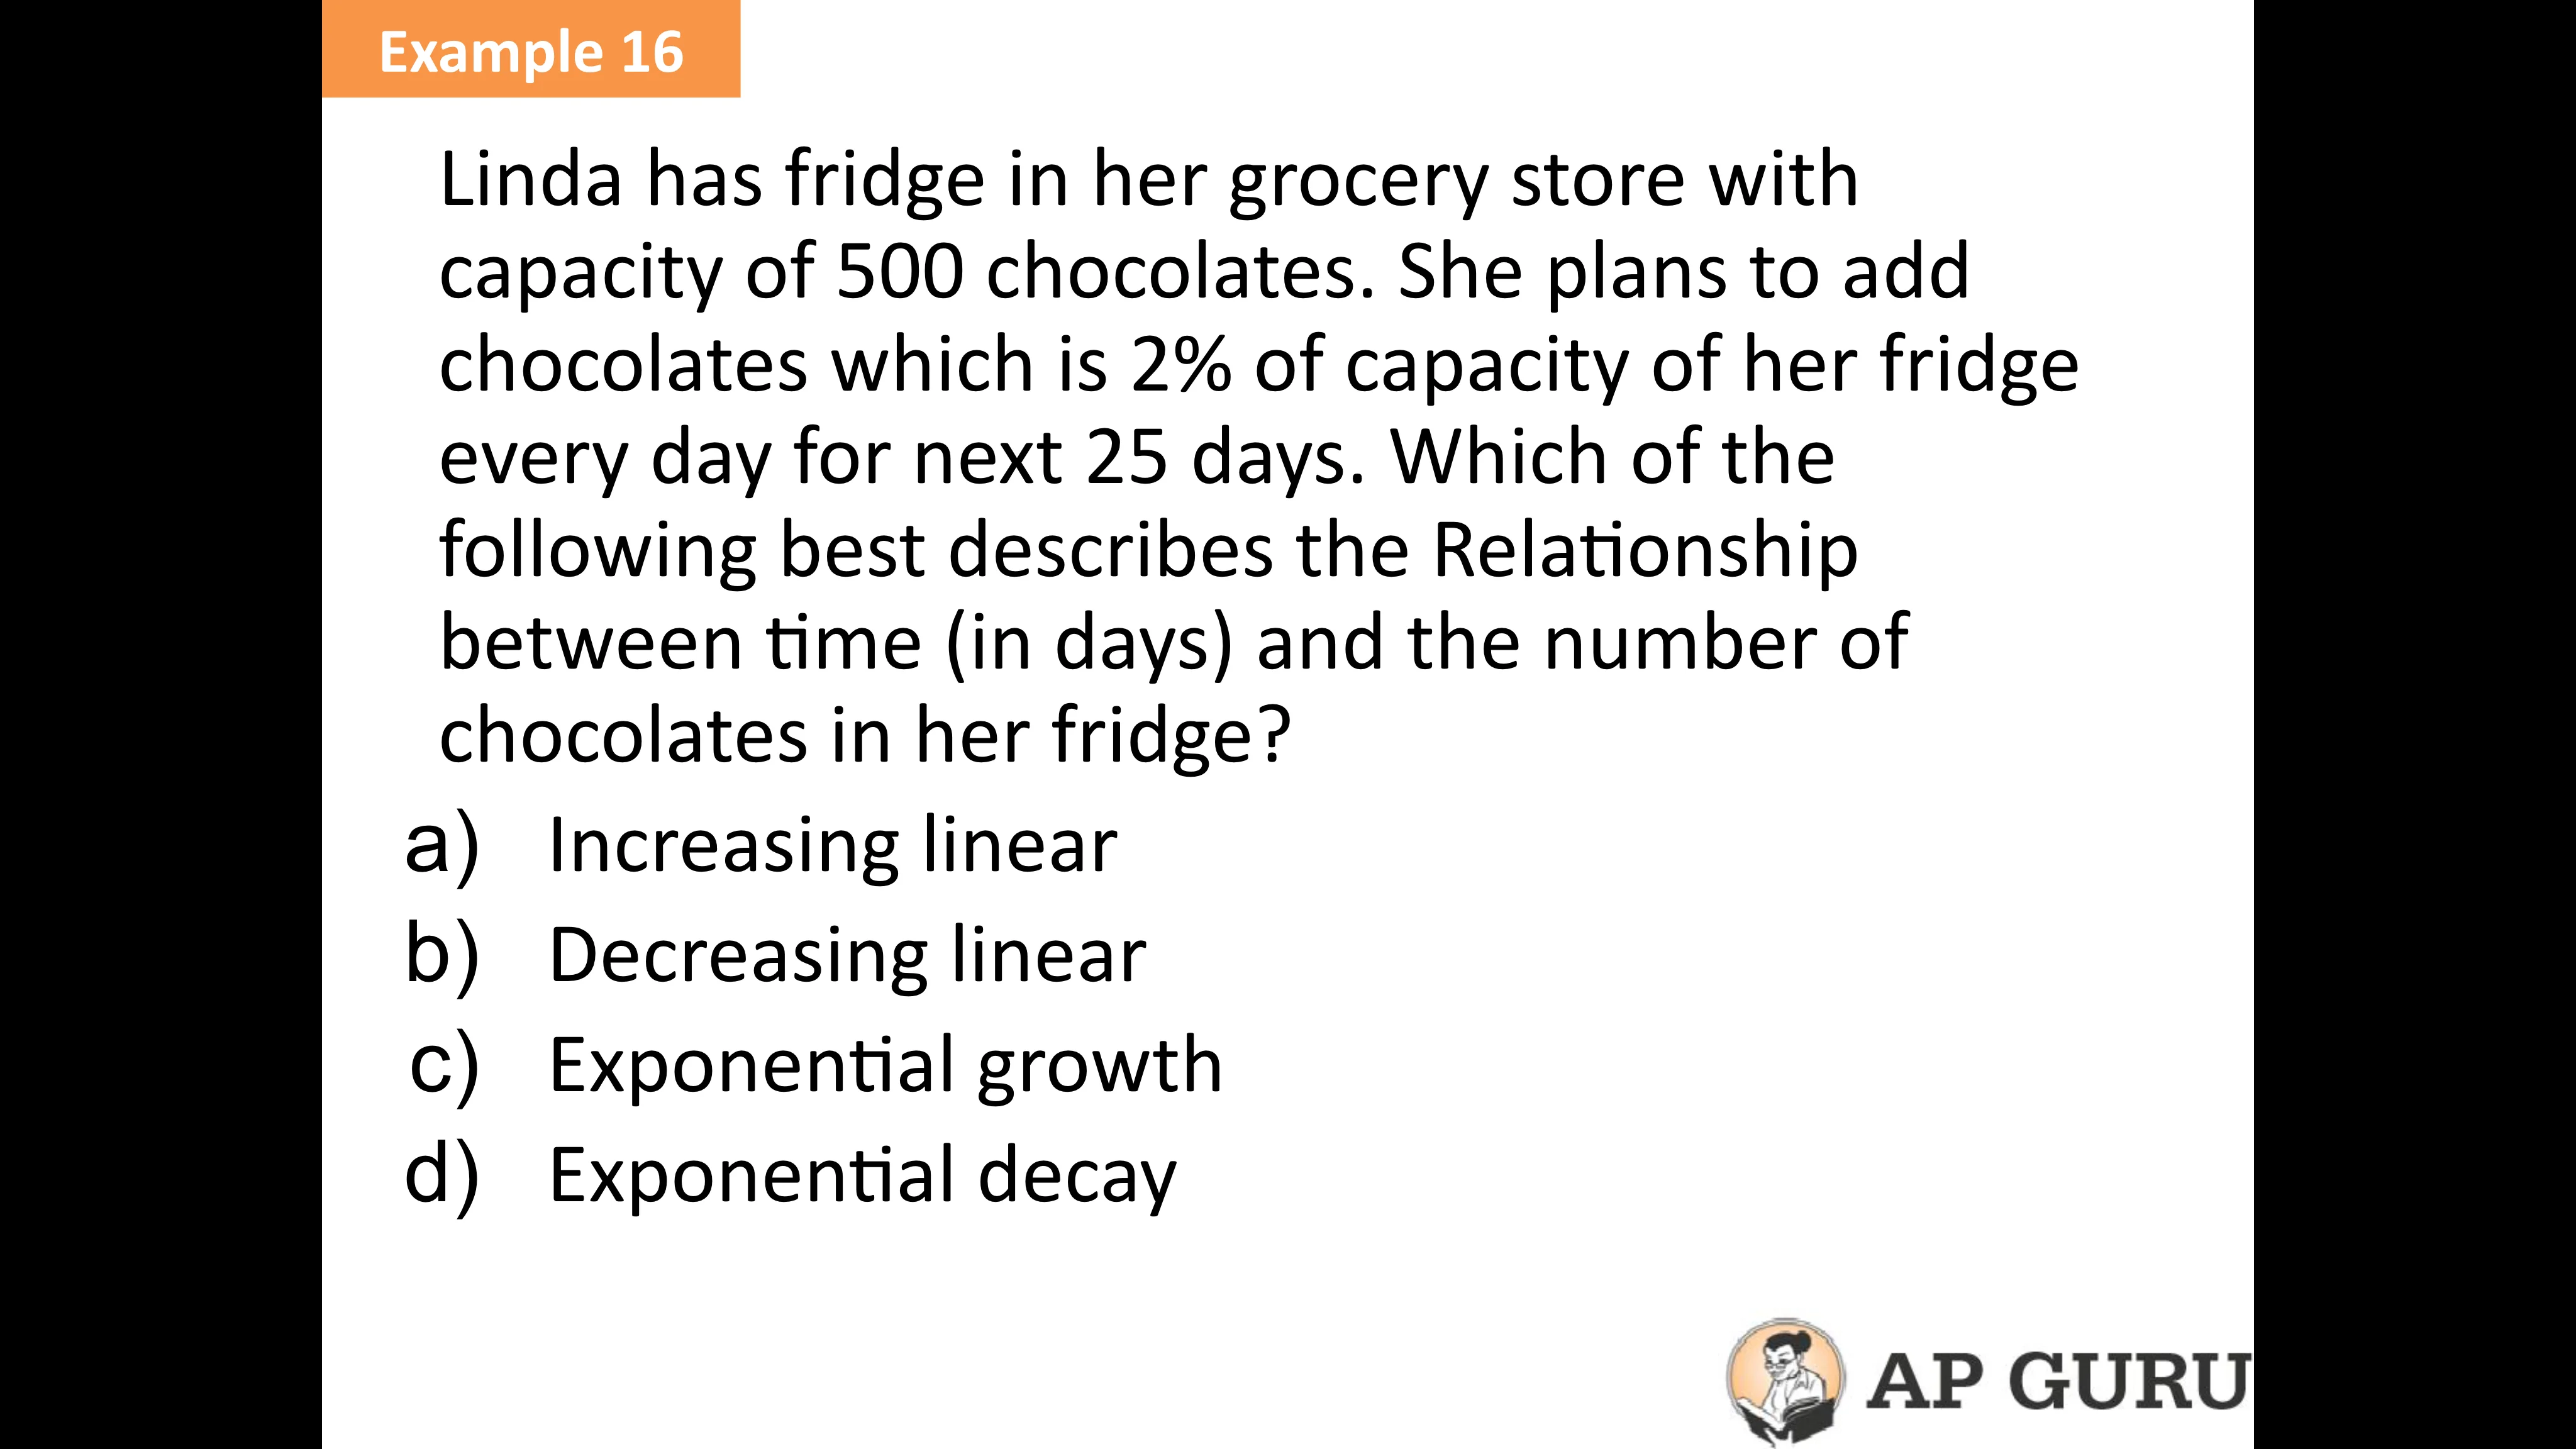 Example 16
Linda has fridge in her grocery store with
capacity of 500 chocolates. She plans to add
chocolates which is 2% of capacity of her fridge
every day for next 25 days. Which of the
following best describes the Relationship
between time (in days) and the number of
chocolates in her fridge?
a) Increasing linear
b) Decreasing linear
c) Exponential growth
d) Exponential decay
AP GURU